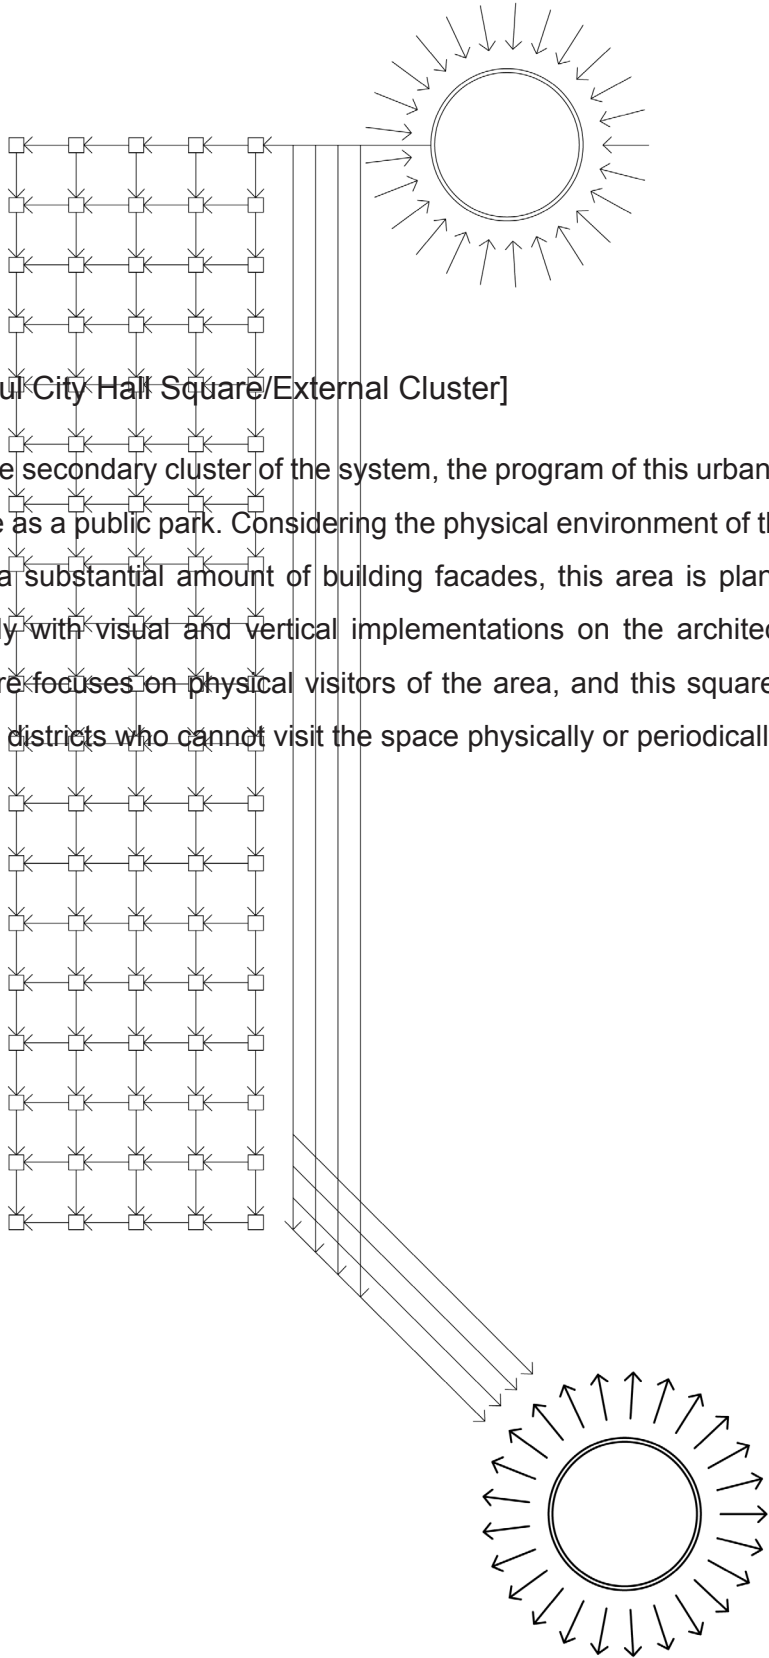 ul City Hall Square/External Cluster]
e secondary cluster of the system, the program of this urban
e as a public park. Considering the physical environment of th
a substantial amount of building facades, this area is plan
ly with visual and vertical implementations on the architec
re focuses on physical visitors of the area, and this square
districts who cannot visit the space physically or periodicall